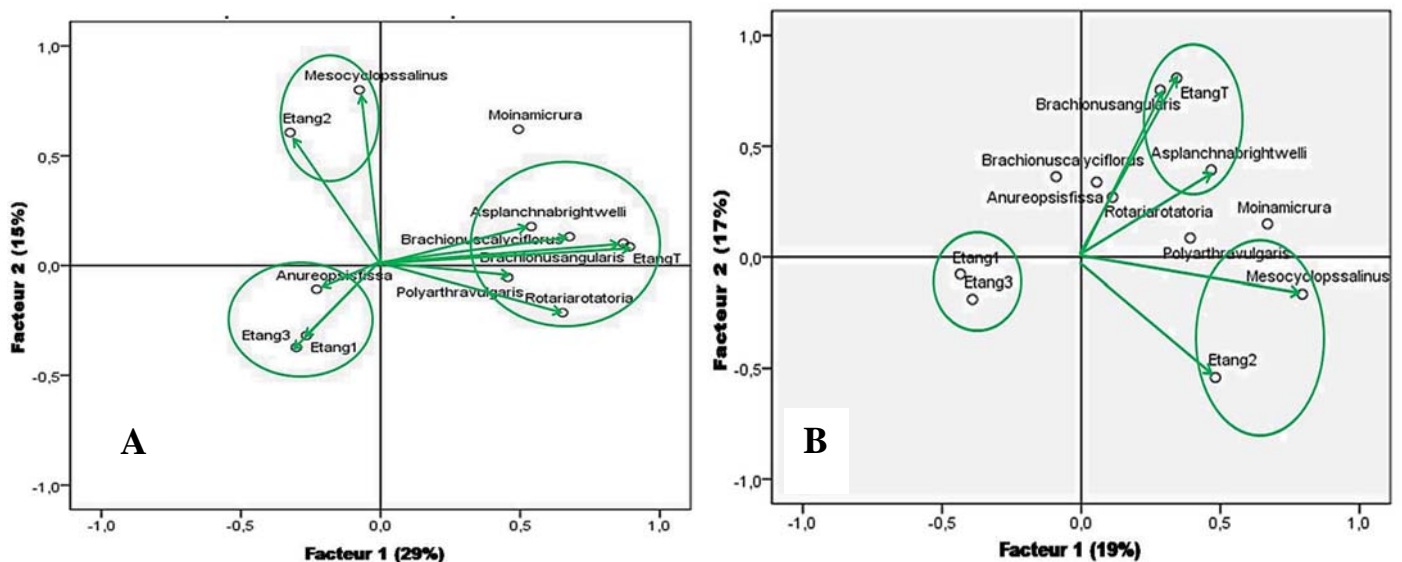 1,0
Mesocyclopssalinus
Etang2
Moinamicrura
0,5
Asplanchnabrightwelli
Brachionuscalyciflorus
Brachionusangularis
EtangT
0,0
Anureopsisfissa
Polyarthravulgaris
Rotariarotatoria
Etang3
Etang1
-0,5
A
-1,0
-1,0
-0,5
0,0
0,5
1,0
Facteur 1 (29%)
Facteur 2 (15%)
1,0
EtangT
Brachionusangularis
0,5
Brachionuscalyciflorus
Asplanchnabrightwelli
Anureopsisfissa
Rotariarotatoria
Moinamicrura
0,0
Etang1
Polyarthravulgaris
Etang3
Mesocyclopssalinus
-0,5
Etang2
B
-1,0
-1,0
-0,5
0,0
0,5
1,0
Facteur 1 (19%)
Facteur 2 (17%)